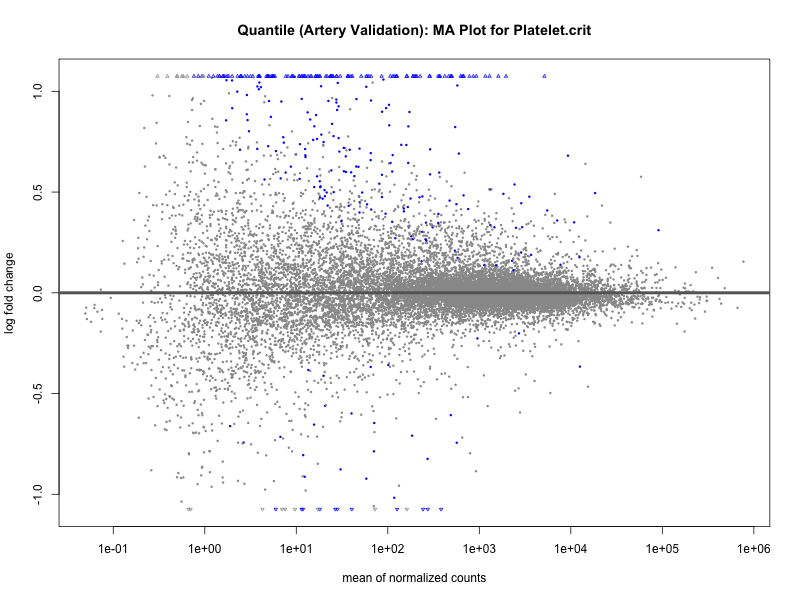 Quantile (Artery Validation): MA Plot for Platelet.crit
log fold change
1.0
0.5
0.0
-0.5
-1.0
1e-01 1e+00 1e+01 1e+02 1e+03 1e+04 1e+05 1e+06
mean of normalized counts